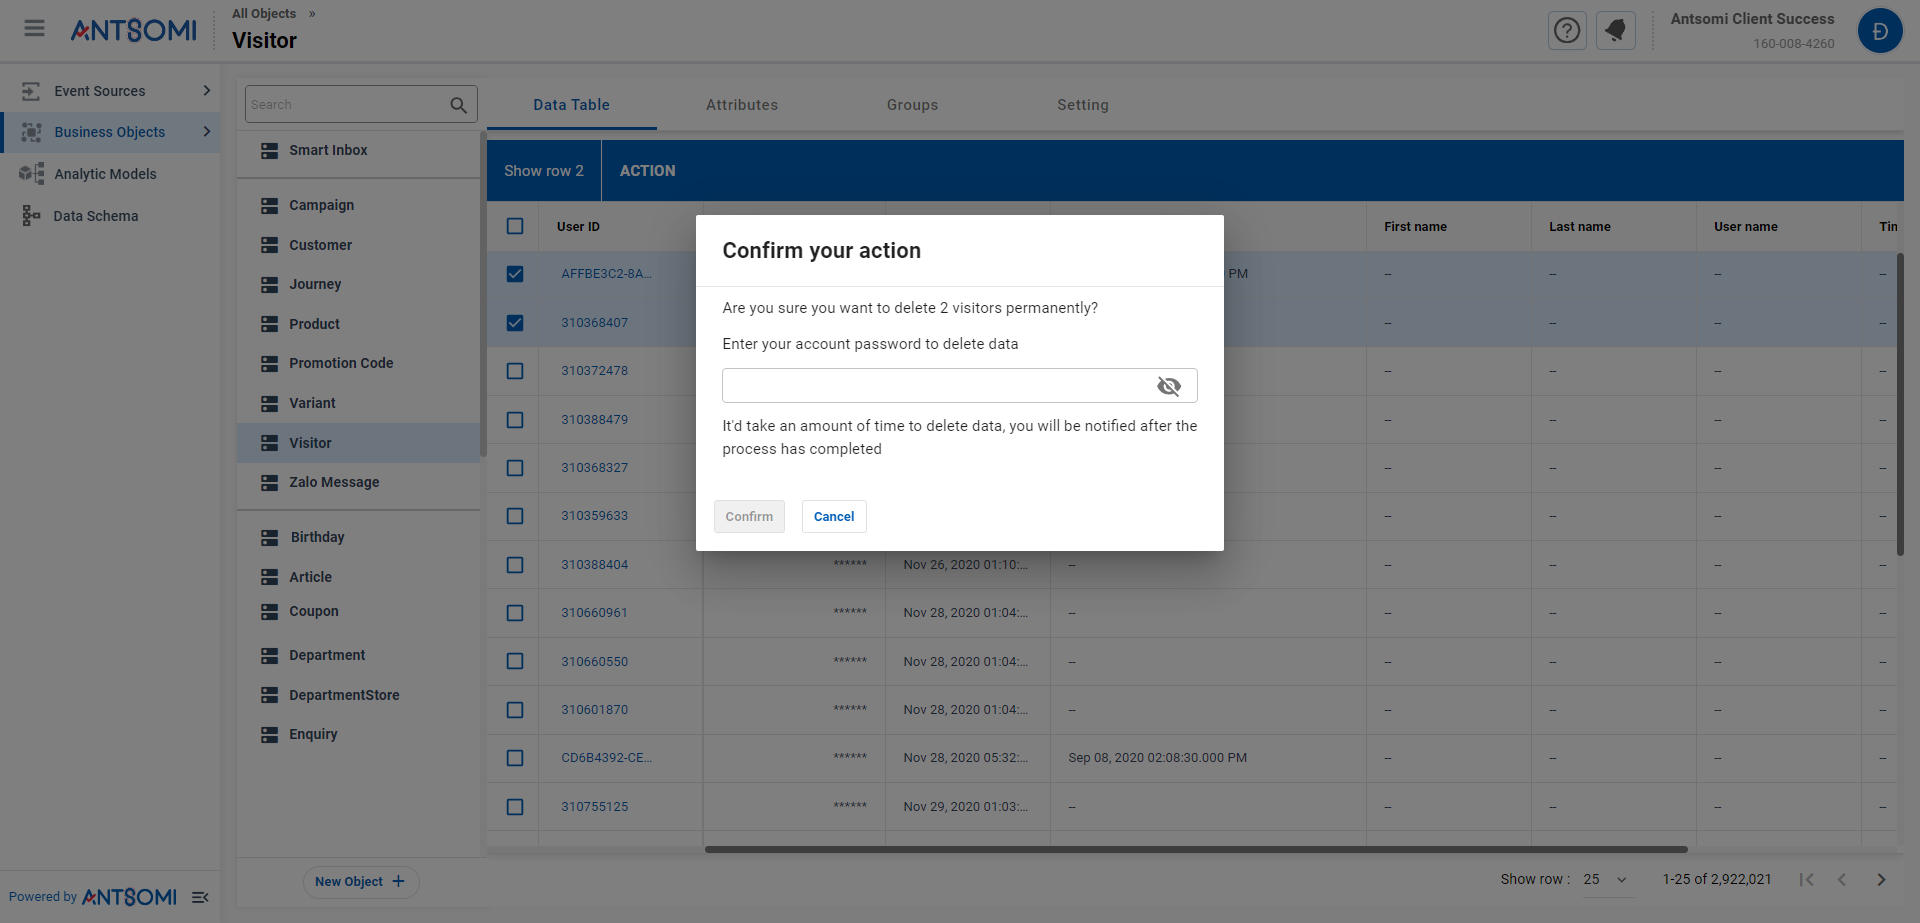 ANTSOMI
All Objects »
Visitor
Antsomi Client Success
160-008-4260
Đ
Event Sources
Business Objects
Analytic Models
Data Schema
Search
Smart Inbox
Campaign
Customer
Journey
Product
Promotion Code
Variant
Visitor
Zalo Message
Birthday
Article
Coupon
Department
DepartmentStore
Enquiry
New Object +
Powered by ANTSOMI
Data Table Attributes Groups Setting
Show row 2 ACTION
User ID First name Last name User name Tim
AFFBE3C2-8A... PM -- -- -- --
310368407 -- -- -- --
310372478 -- -- -- --
310388479 -- -- -- --
310368327 -- -- -- --
310359633 -- -- -- --
310388404 ****** Nov 26, 2020 01:10:... -- -- -- -- --
310660961 ****** Nov 28, 2020 01:04:... -- -- -- -- --
310660550 ****** Nov 28, 2020 01:04:... -- -- -- -- --
310601870 ****** Nov 28, 2020 01:04:... -- -- -- -- --
CD6B4392-CE... ****** Nov 28, 2020 05:32:... Sep 08, 2020 02:08:30.000 PM -- -- -- --
310755125 ****** Nov 29, 2020 01:03:... -- -- -- -- --
Show row : 25 1-25 of 2,922,021
Confirm your action
Are you sure you want to delete 2 visitors permanently?
Enter your account password to delete data
It'd take an amount of time to delete data, you will be notified after the
process has completed
Confirm Cancel